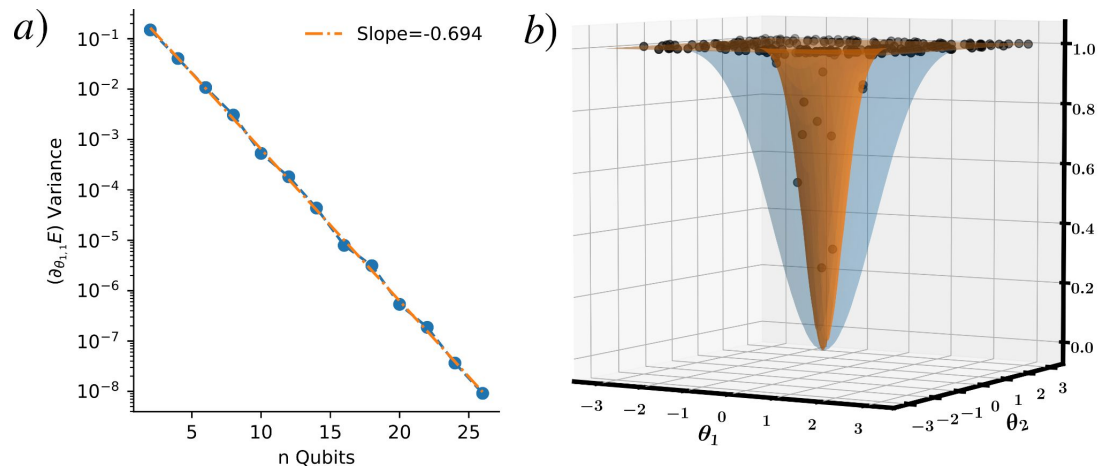 a)
Slope=-0.694
10⁻¹
10⁻²
10⁻³
10⁻⁴
10⁻⁵
10⁻⁶
10⁻⁷
10⁻⁸
(∂θ₁,₁E) Variance
5 10 15 20 25
n Qubits
b)
1.0
0.8
0.6
0.4
0.2
0.0
−3 −2 −1 0 1 2 3
θ₁
−3 −2 −1 0 1 2 3
θ₂